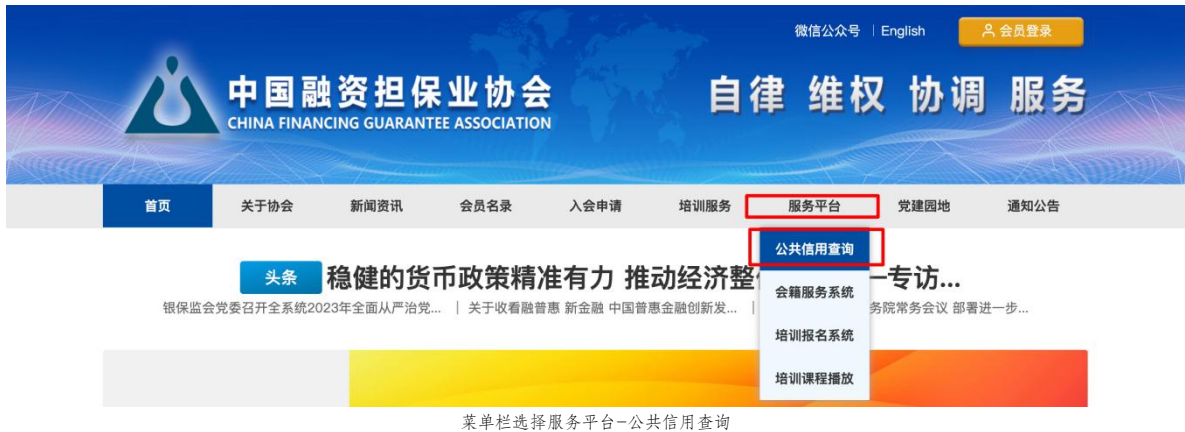 微信公众号 | English 会员登录
中国融资担保业协会 自律 维权 协调 服务
CHINA FINANCING GUARANTEE ASSOCIATION
首页 关于协会 新闻资讯 会员名录 入会申请 培训服务 服务平台 党建园地 通知公告
公共信用查询
头条 稳健的货币政策精准有力 推动经济整 一专访...
会籍服务系统
银保监会党委召开全系统2023年全面从严治党... | 关于收看融普惠 新金融 中国普惠金融创新发... | 务院常务会议 部署进一步...
培训报名系统
培训课程播放
菜单栏选择服务平台-公共信用查询